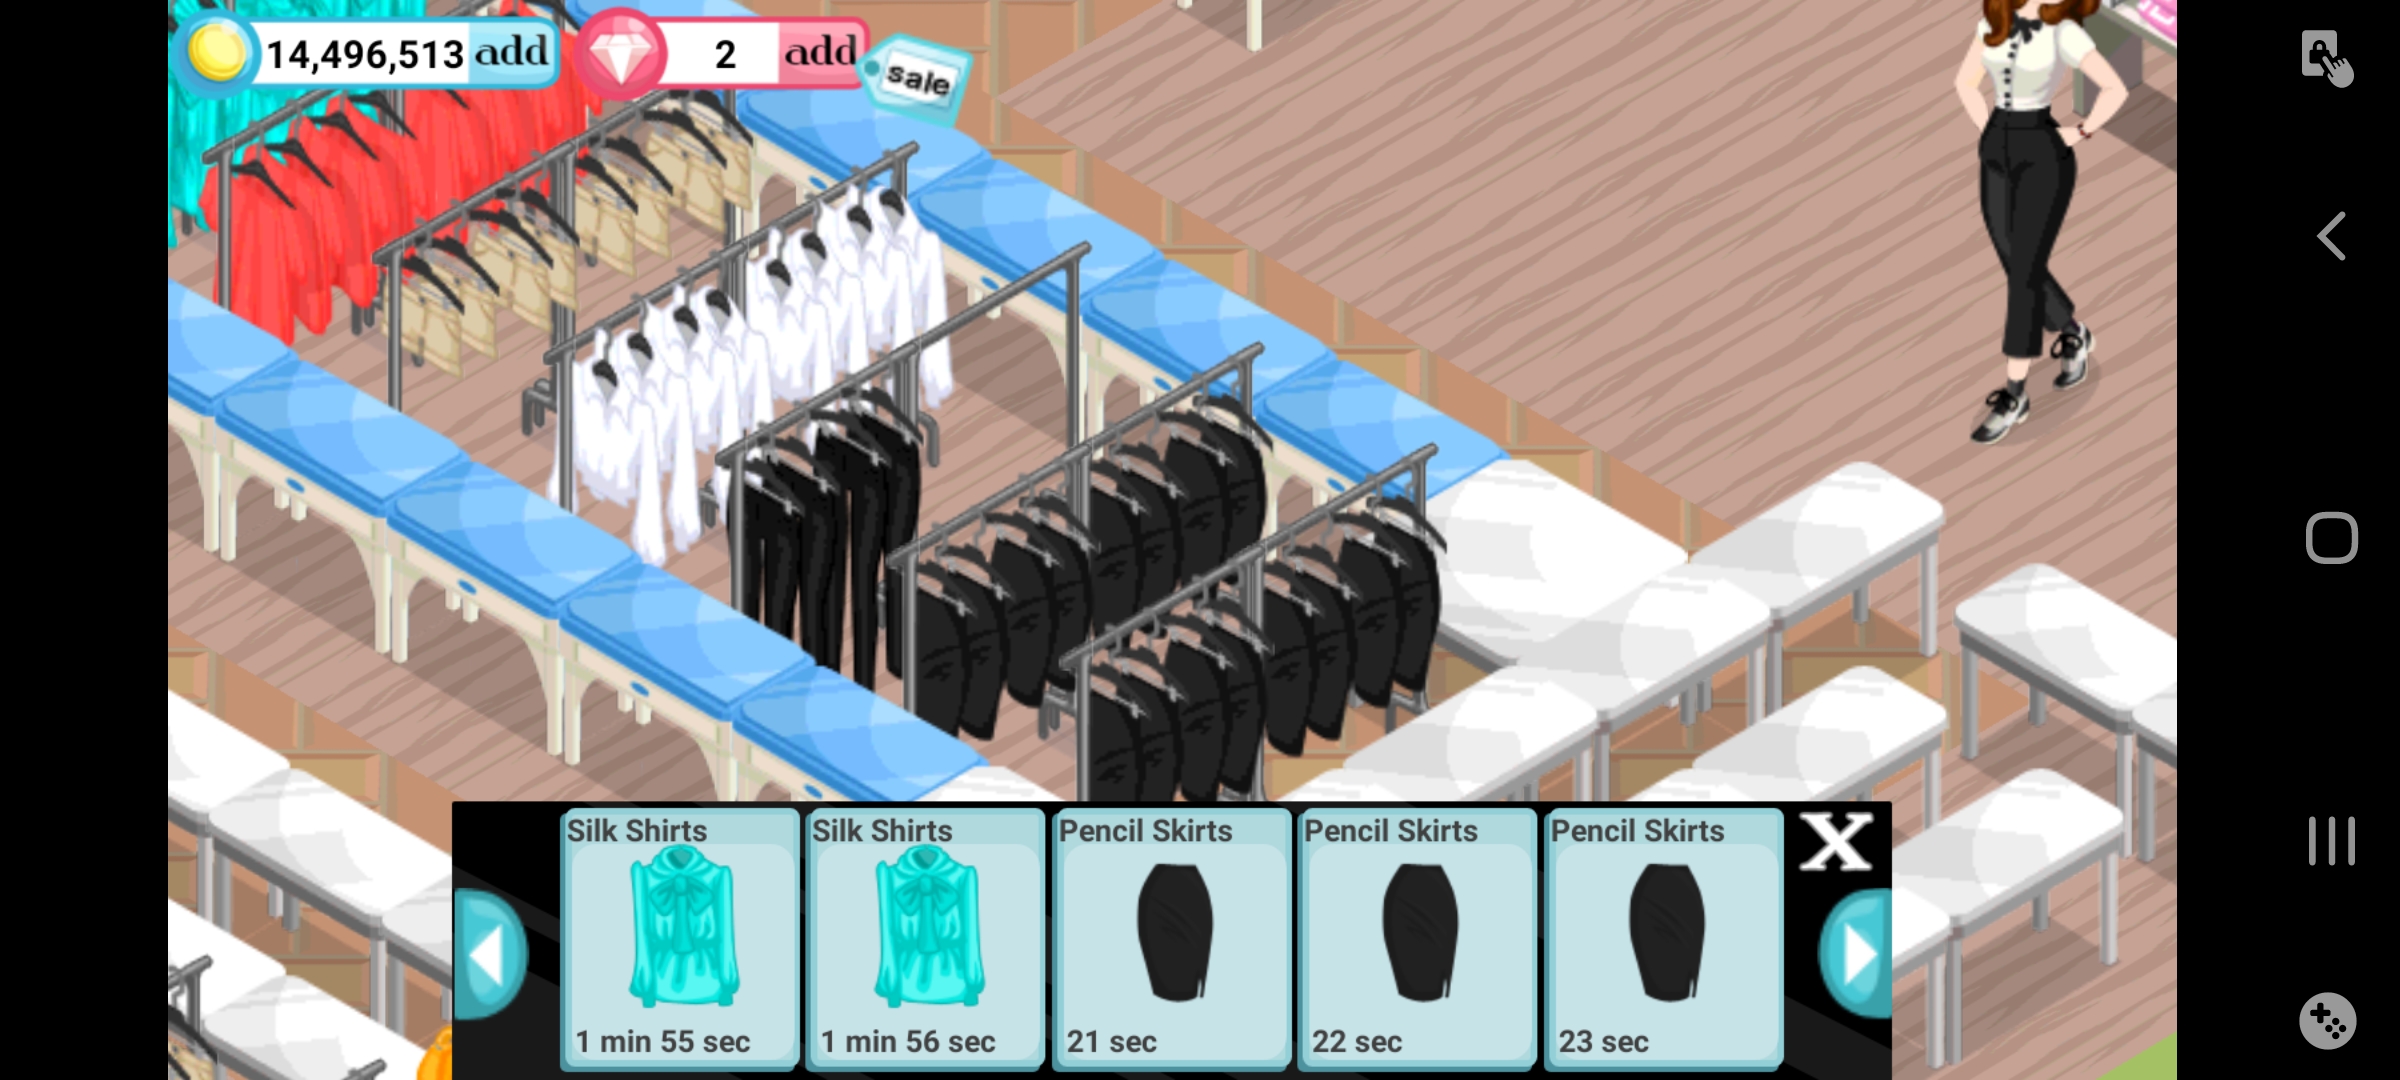 14,496,513 add
2 add
sale
Silk Shirts
1 min 55 sec
Silk Shirts
1 min 56 sec
Pencil Skirts
21 sec
Pencil Skirts
22 sec
Pencil Skirts
23 sec
X